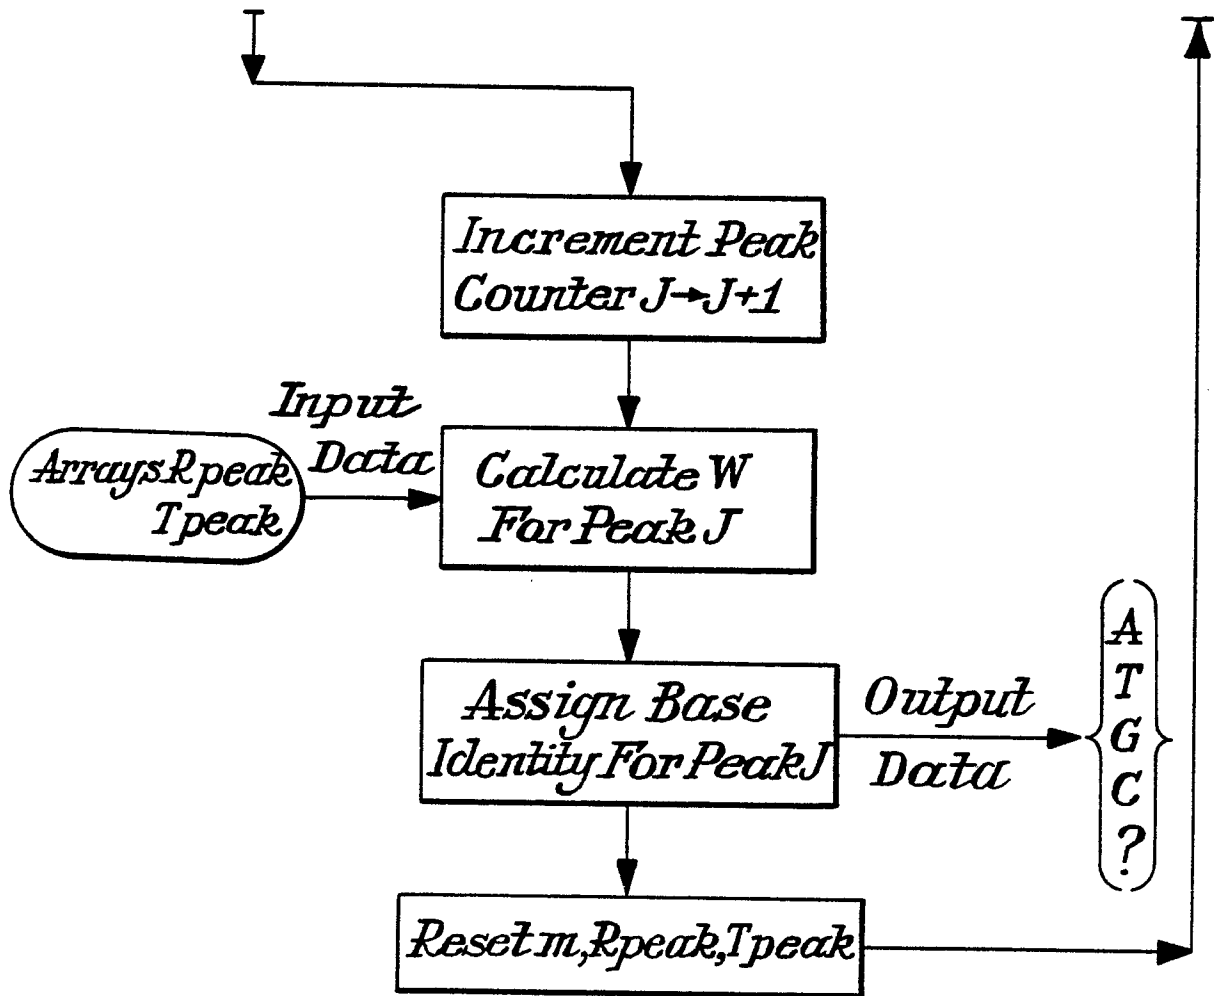 Increment Peak
Counter J→J+1
Input
Data
Arrays Rpeak
Tpeak
Calculate W
For Peak J
Assign Base
Identity For Peak J
Output
Data
A
T
G
C
?
Reset m, Rpeak, Tpeak